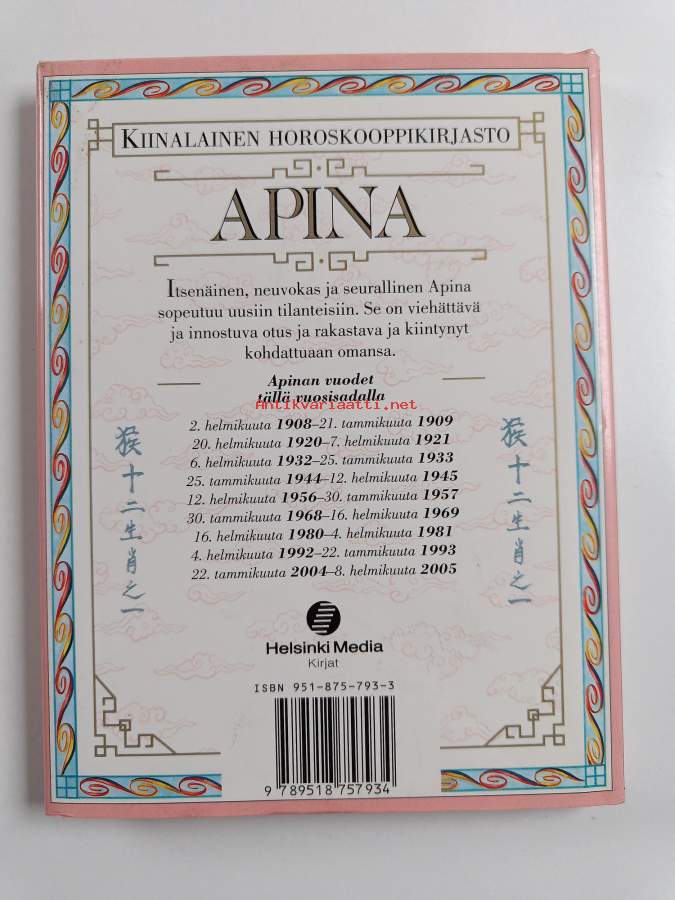 KIINALAINEN HOROSKOOPPIKIRJASTO
APINA
Itsenäinen, neuvokas ja seurallinen Apina
sopeutuu uusiin tilanteisiin. Se on viehättävä
ja innostuva otus ja rakastava ja kiintynyt
kohdattuaan omansa.
Apinan vuodet
tällä vuosisadalla
Antikvariaatti.net
2. helmikuuta 1908–21. tammikuuta 1909
20. helmikuuta 1920–7. helmikuuta 1921
6. helmikuuta 1932–25. tammikuuta 1933
25. tammikuuta 1944–12. helmikuuta 1945
12. helmikuuta 1956–30. tammikuuta 1957
30. tammikuuta 1968–16. helmikuuta 1969
16. helmikuuta 1980–4. helmikuuta 1981
4. helmikuuta 1992–22. tammikuuta 1993
22. tammikuuta 2004–8. helmikuuta 2005
猴十二生肖之一
猴十二生肖之一
Helsinki Media
Kirjat
ISBN 951-875-793-3
9 789518 757934